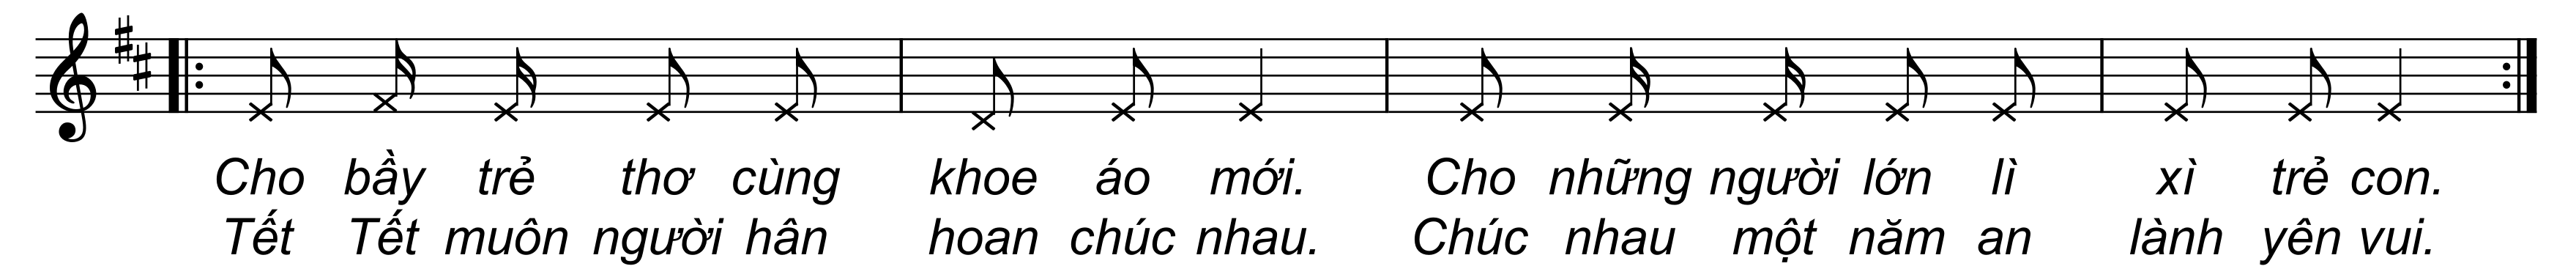 Cho bầy trẻ thơ cùng khoe áo mới. Cho những người lớn lì xì trẻ con.
Tết Tết muôn người hân hoan chúc nhau. Chúc nhau một năm an lành yên vui.